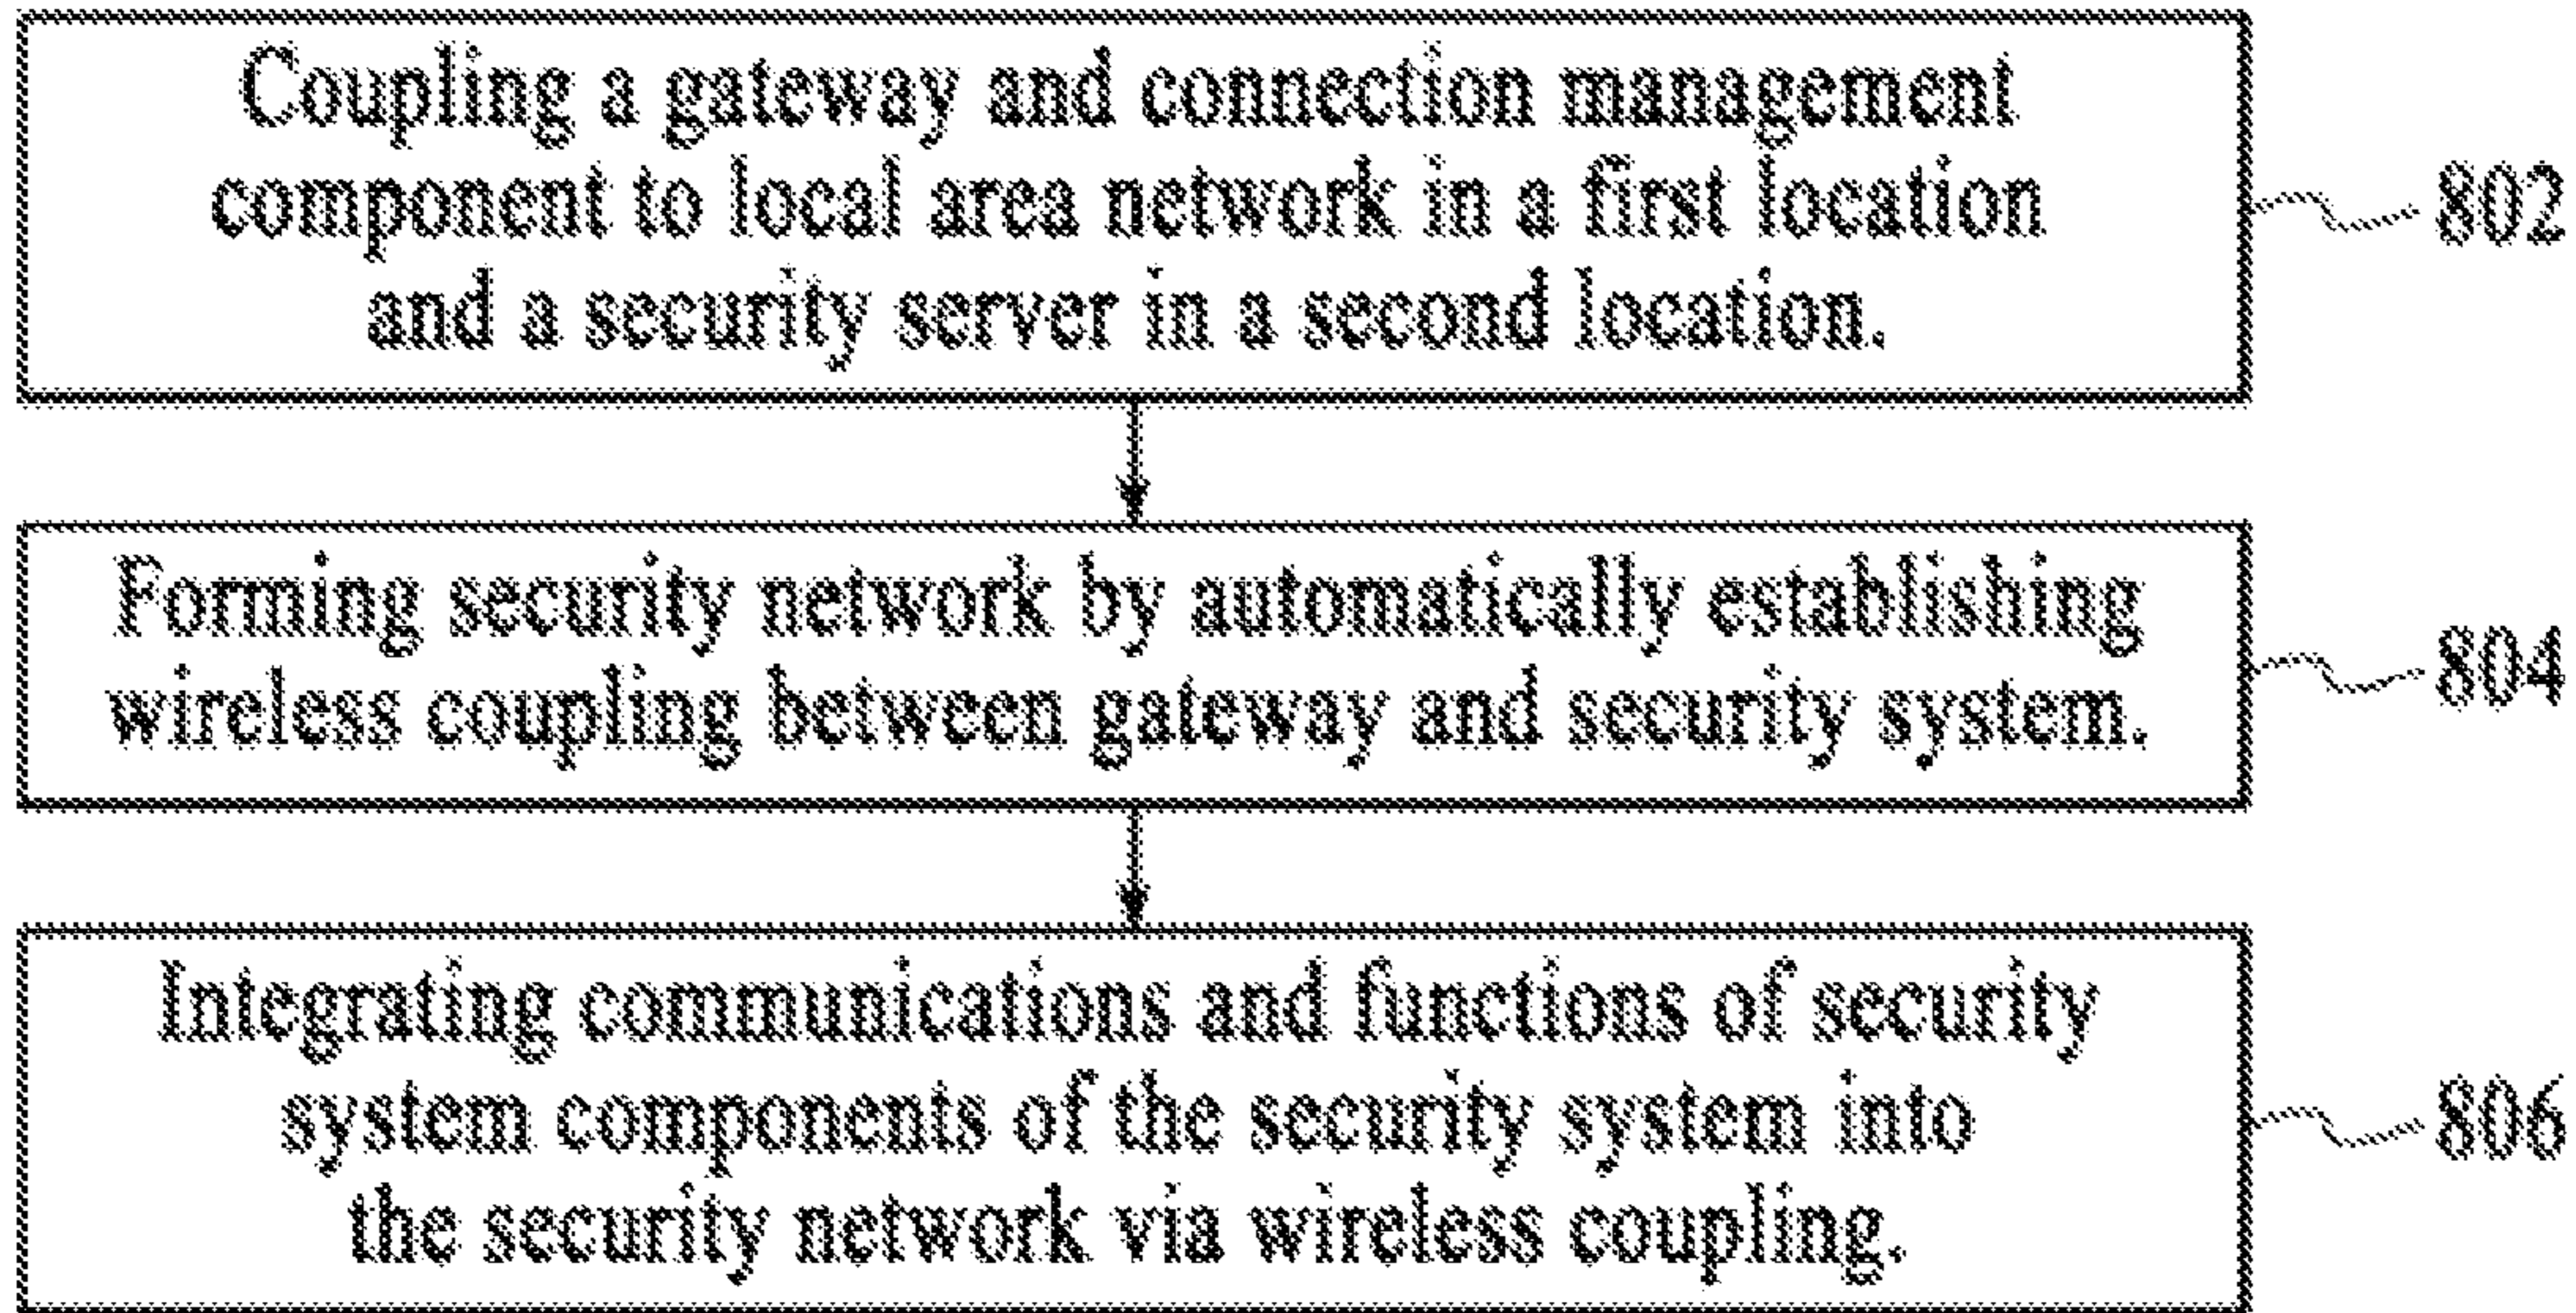 Coupling a gateway and connection management
component to local area network in a first location
and a security server in a second location.
802
Forming security network by automatically establishing
wireless coupling between gateway and security system.
804
Integrating communications and functions of security
system components of the security system into
the security network via wireless coupling.
806